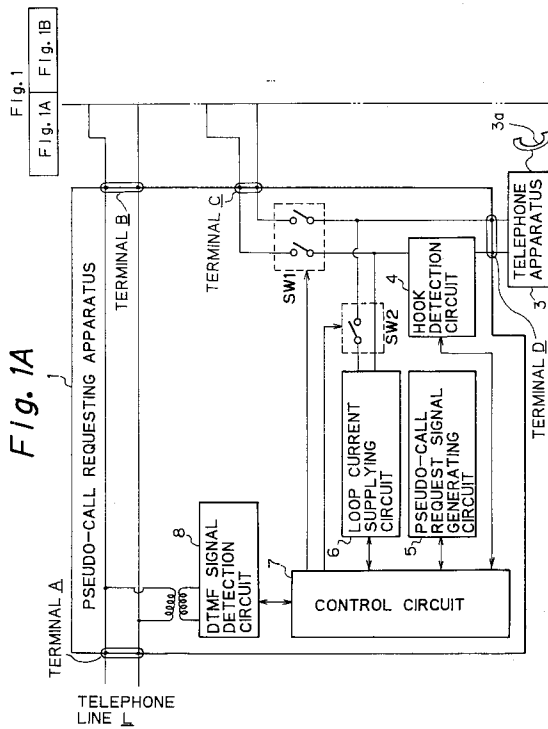 Fig. 1
Fig. 1A
Fig. 1B
Fig. 1A
1
PSEUDO-CALL REQUESTING APPARATUS
TERMINAL A
TERMINAL B
TELEPHONE
LINE L
8
DTMF SIGNAL
DETECTION
CIRCUIT
TERMINAL C
SW1
SW2
7
CONTROL CIRCUIT
6
LOOP CURRENT
SUPPLYING
CIRCUIT
5
PSEUDO-CALL
REQUEST SIGNAL
GENERATING
CIRCUIT
4
HOOK
DETECTION
CIRCUIT
TERMINAL D
3
TELEPHONE
APPARATUS
3a